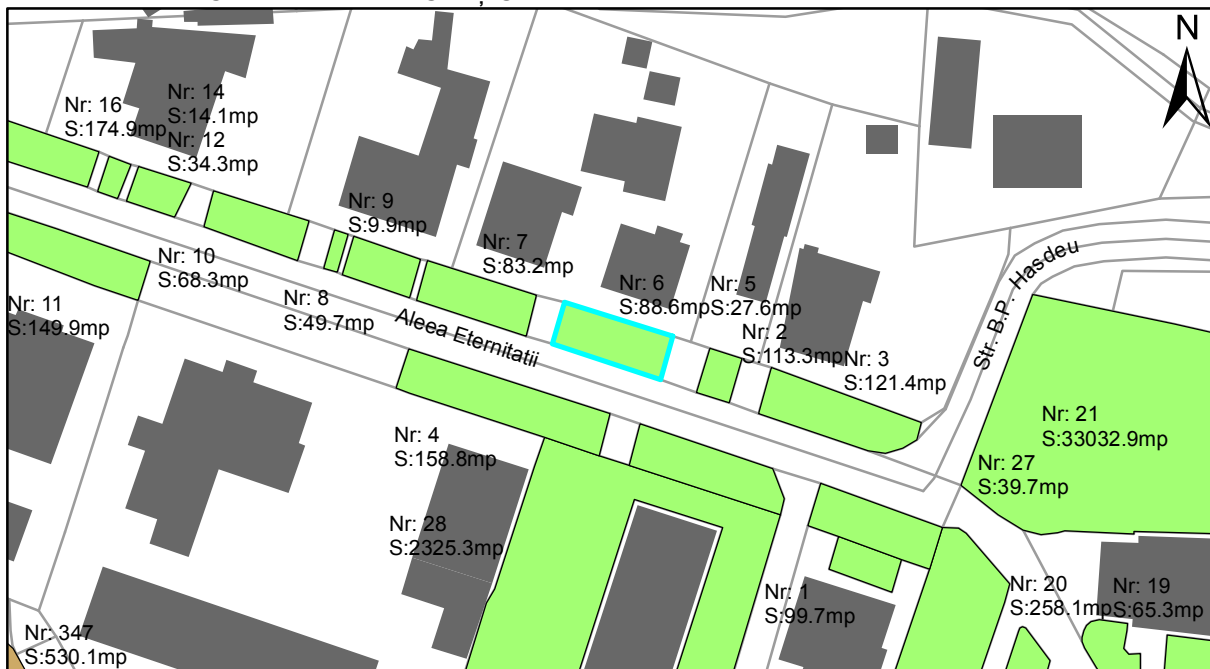 N
Nr: 16
S:174.9mp
Nr: 14
S:14.1mp
Nr: 12
S:34.3mp
Nr: 9
S:9.9mp
Nr: 7
S:83.2mp
Nr: 10
S:68.3mp
Nr: 8
S:49.7mp
Nr: 6
S:88.6mp
Nr: 5
S:27.6mp
Nr: 11
S:149.9mp
Aleea Eternitatii
Nr: 2
S:113.3mp
Nr: 3
S:121.4mp
Str. B.P. Hasdeu
Nr: 21
S:33032.9mp
Nr: 4
S:158.8mp
Nr: 27
S:39.7mp
Nr: 28
S:2325.3mp
Nr: 1
S:99.7mp
Nr: 20
S:258.1mp
Nr: 19
S:65.3mp
Nr: 347
S:530.1mp